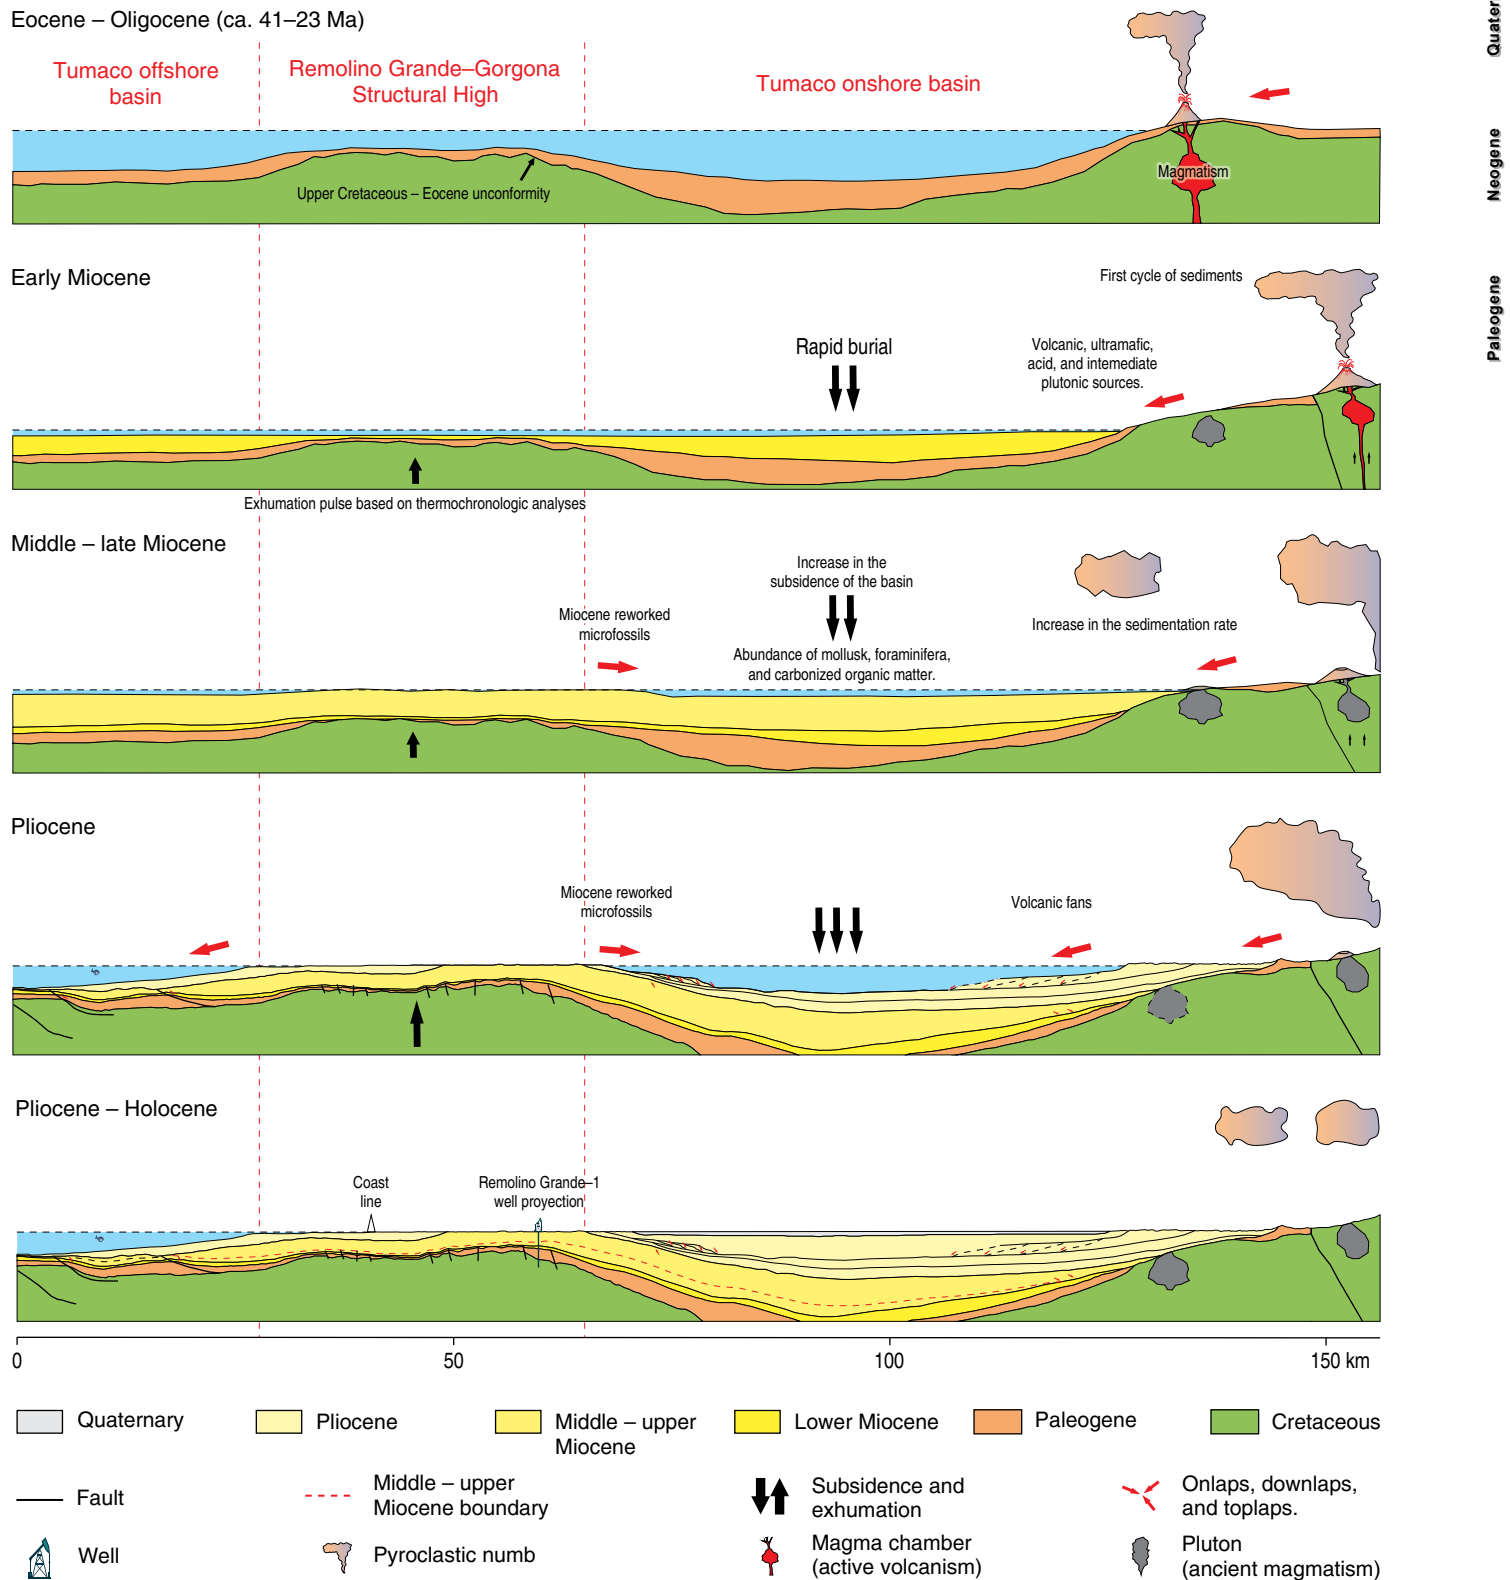 Eocene – Oligocene (ca. 41–23 Ma)
Tumaco offshore
basin
Remolino Grande–Gorgona
Structural High
Tumaco onshore basin
Upper Cretaceous – Eocene unconformity
Magmatism
Quater
Neogene
Paleogene
Early Miocene
First cycle of sediments
Rapid burial
Volcanic, ultramafic,
acid, and intemediate
plutonic sources.
Exhumation pulse based on thermochronologic analyses
Middle – late Miocene
Increase in the
subsidence of the basin
Miocene reworked
microfossils
Increase in the sedimentation rate
Abundance of mollusk, foraminifera,
and carbonized organic matter.
Pliocene
Miocene reworked
microfossils
Volcanic fans
Pliocene – Holocene
Coast
line
Remolino Grande–1
well proyection
0 50 100 150 km
Quaternary
Pliocene
Middle – upper
Miocene
Lower Miocene
Paleogene
Cretaceous
Fault
Middle – upper
Miocene boundary
Subsidence and
exhumation
Onlaps, downlaps,
and toplaps.
Well
Pyroclastic numb
Magma chamber
(active volcanism)
Pluton
(ancient magmatism)